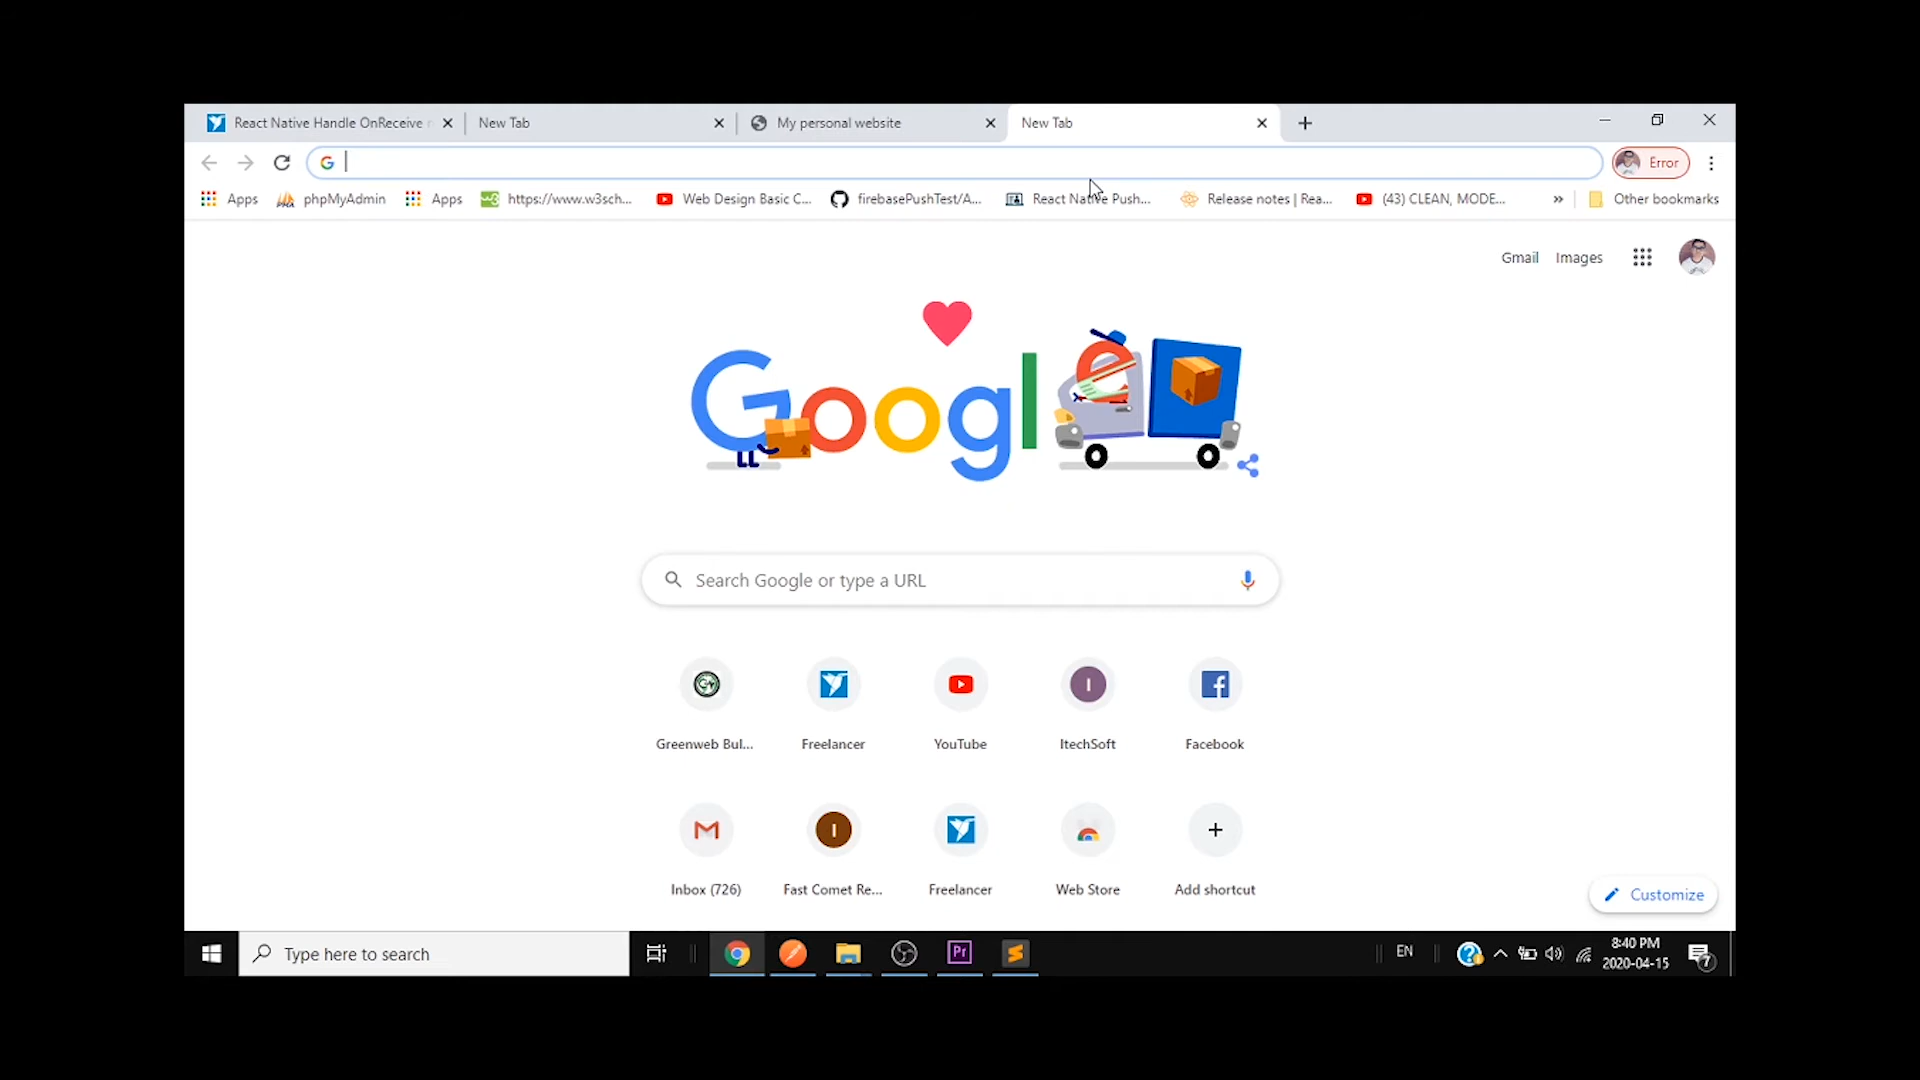 React Native Handle OnReceive
New Tab
My personal website
New Tab
Error
Apps
phpMyAdmin
Apps
https://www.w3sch...
Web Design Basic C...
firebasePushTest/A...
React Native Push...
Release notes | Rea...
(43) CLEAN, MODE...
»
Other bookmarks
Gmail
Images
Googl e
Search Google or type a URL
Greenweb Bul...
Freelancer
YouTube
ItechSoft
Facebook
Inbox (726)
Fast Comet Re...
Freelancer
Web Store
Add shortcut
Customize
Type here to search
Pr
EN
8:40 PM
2020-04-15
7